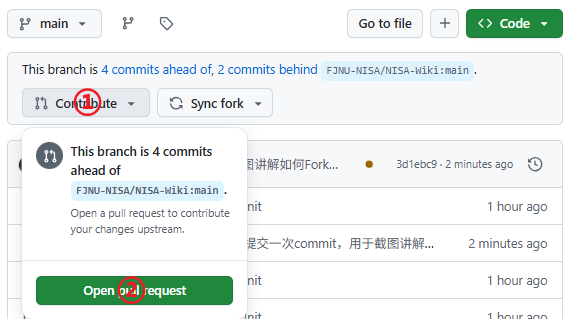 main
Go to file
Code
This branch is 4 commits ahead of, 2 commits behind FJNU-NISA/NISA-Wiki:main .
Contribute
①
Sync fork
This branch is 4 commits
ahead of
FJNU-NISA/NISA-Wiki:main .
Open a pull request to contribute
your changes upstream.
Open pull request
②
图讲解如何Fork...
3d1ebc9 · 2 minutes ago
nit
1 hour ago
提交一次commit，用于截图讲解...
2 minutes ago
nit
1 hour ago
nit
1 hour ago